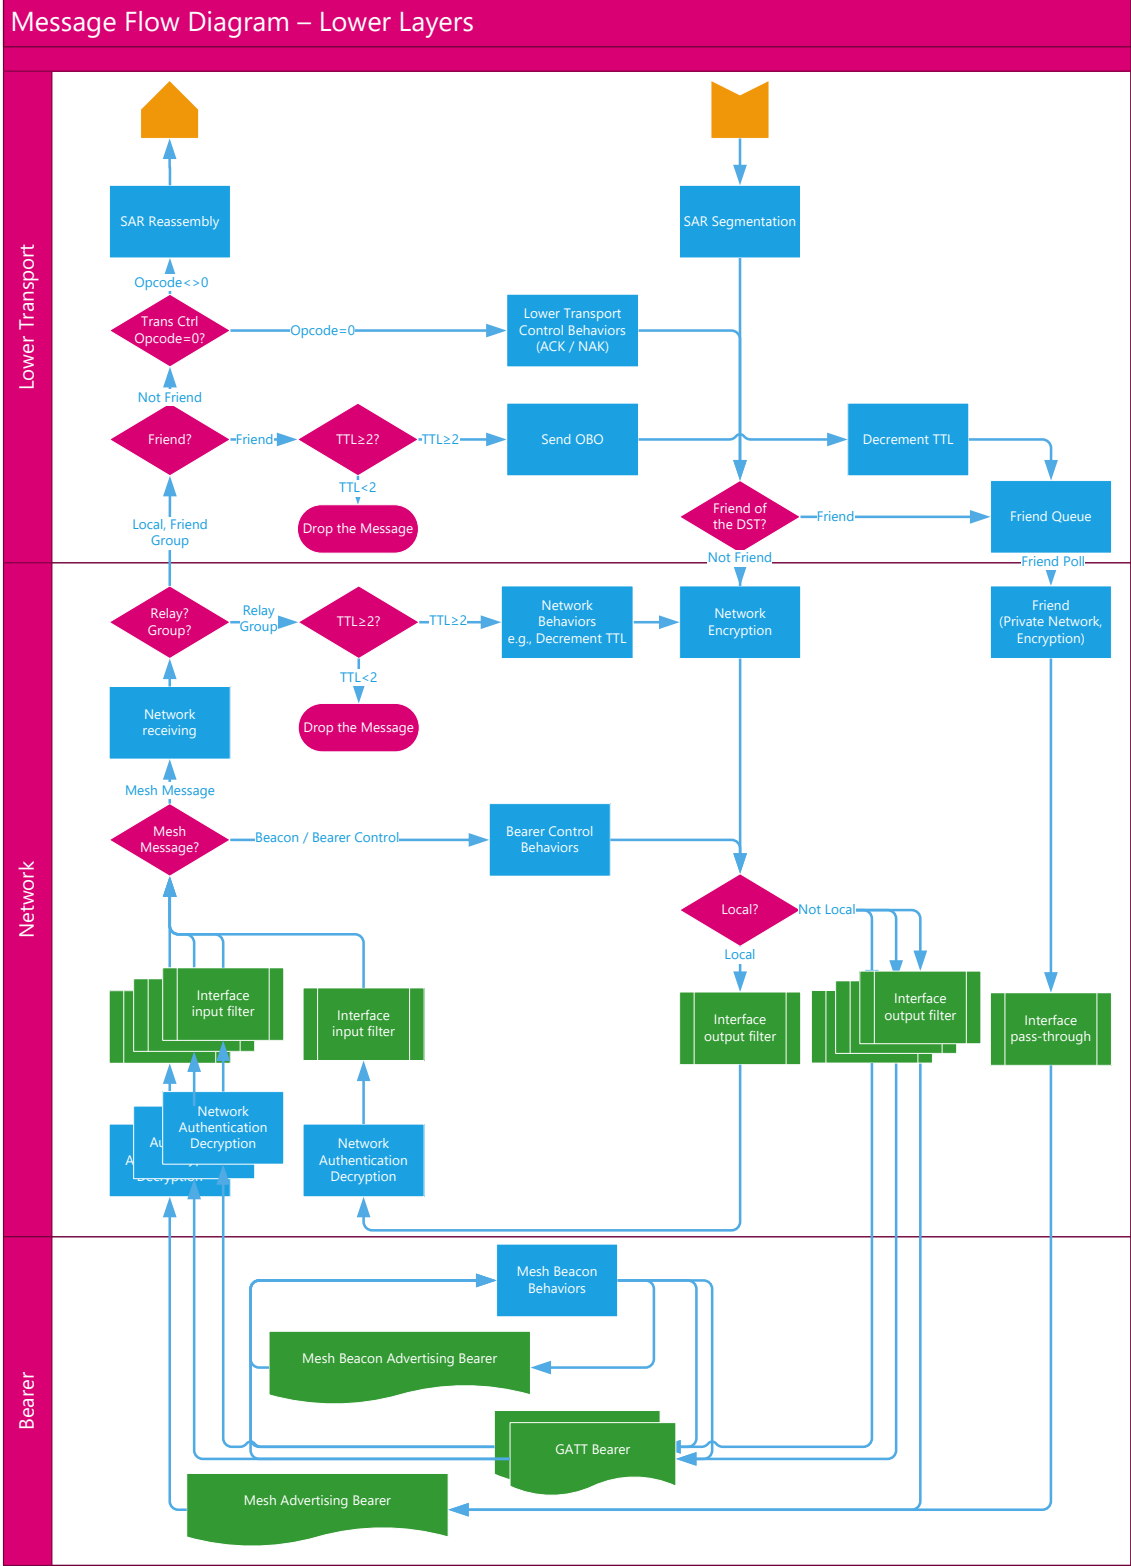 Message Flow Diagram – Lower Layers
Lower Transport
SAR Reassembly
SAR Segmentation
Opcode<>0
Trans Ctrl
Opcode=0?
Opcode=0
Lower Transport
Control Behaviors
(ACK / NAK)
Not Friend
Friend?
Friend
TTL≥2?
TTL≥2
Send OBO
Decrement TTL
TTL<2
Drop the Message
Friend of
the DST?
Friend
Friend Queue
Local, Friend
Group
Not Friend
Friend Poll
Network
Relay?
Group?
Relay
Group
TTL≥2?
TTL≥2
Network
Behaviors
e.g., Decrement TTL
Network
Encryption
Friend
(Private Network,
Encryption)
TTL<2
Drop the Message
Network
receiving
Mesh Message
Mesh
Message?
Beacon / Bearer Control
Bearer Control
Behaviors
Local?
Not Local
Local
Interface
input filter
Interface
input filter
Interface
output filter
Interface
output filter
Interface
pass-through
Network
Authentication
Decryption
Au
A
Decryption
Network
Authentication
Decryption
Bearer
Mesh Beacon
Behaviors
Mesh Beacon Advertising Bearer
GATT Bearer
Mesh Advertising Bearer